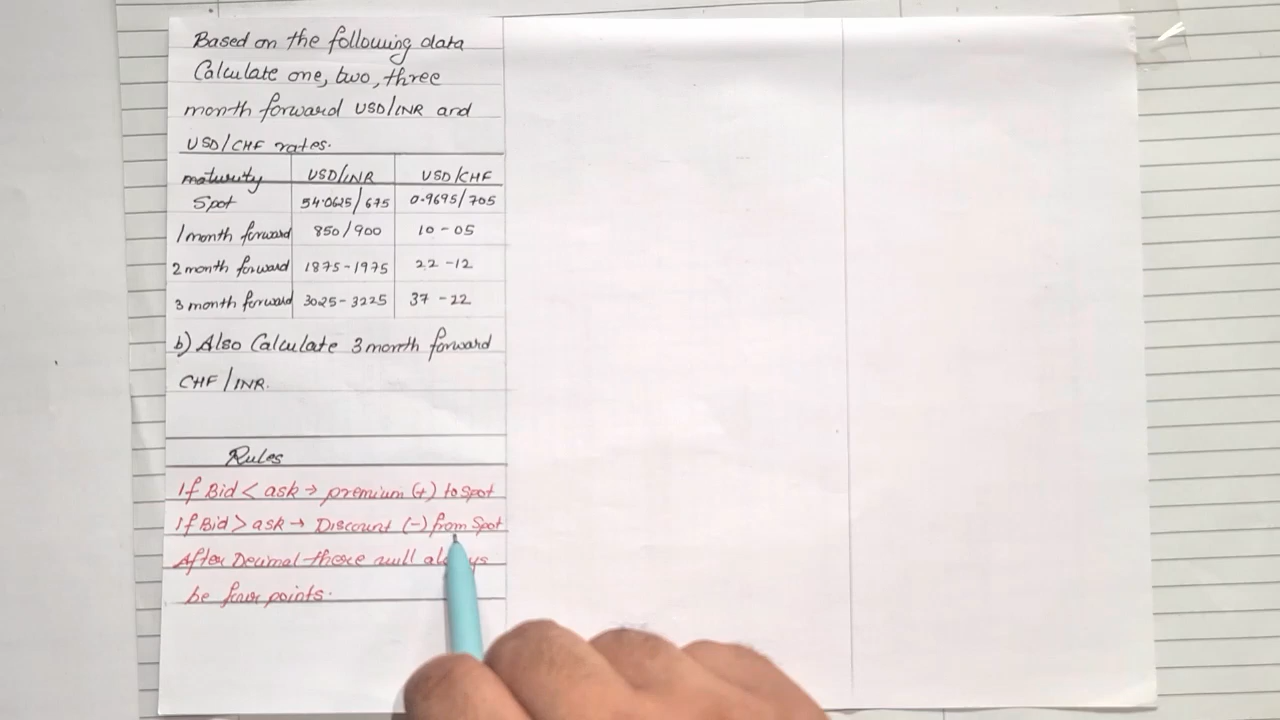 Based on the following data
Calculate one, two, three
month forward USD/INR and
USD/CHF rates.
maturity USD/INR USD/CHF
Spot 54.0625/675 0.9695/705
1 month forward 850/900 10-05
2 month forward 1875-1975 22-12
3 month forward 3025-3225 37-22
b) Also Calculate 3 month forward
CHF/INR.
Rules
If Bid < ask → premium (+) to Spot
If Bid > ask → Discount (-) from Spot
After Decimal there will always
be four points.